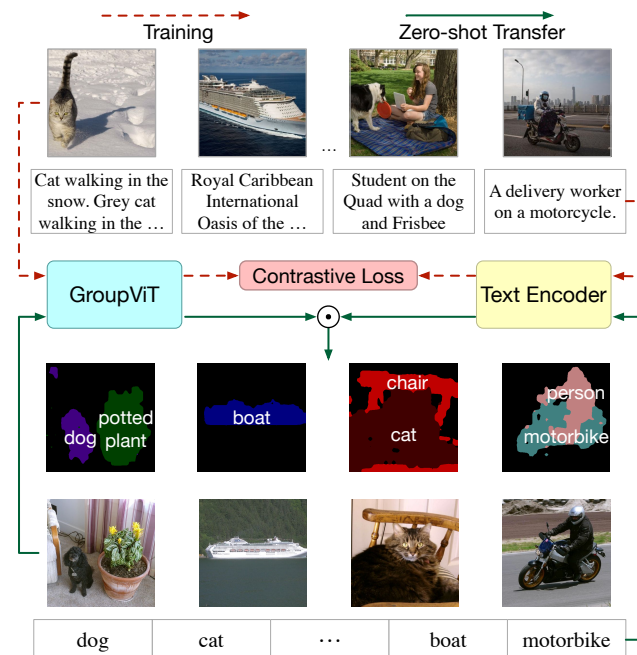 Training
Zero-shot Transfer
...
Cat walking in the
snow. Grey cat
walking in the …
Royal Caribbean
International
Oasis of the …
Student on the
Quad with a dog
and Frisbee
A delivery worker
on a motorcycle.
GroupViT
Contrastive Loss
Text Encoder
dog
potted
plant
boat
chair
cat
person
motorbike
dog
cat
...
boat
motorbike